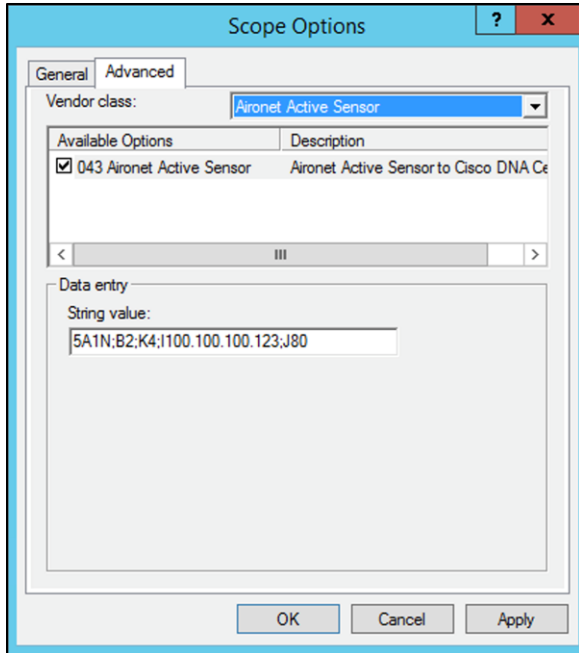 Scope Options
?
x
General
Advanced
Vendor class:
Aironet Active Sensor
Available Options
Description
043 Aironet Active Sensor
Aironet Active Sensor to Cisco DNA Ce
Data entry
String value:
5A1N;B2;K4;I100.100.100.123;J80
OK
Cancel
Apply